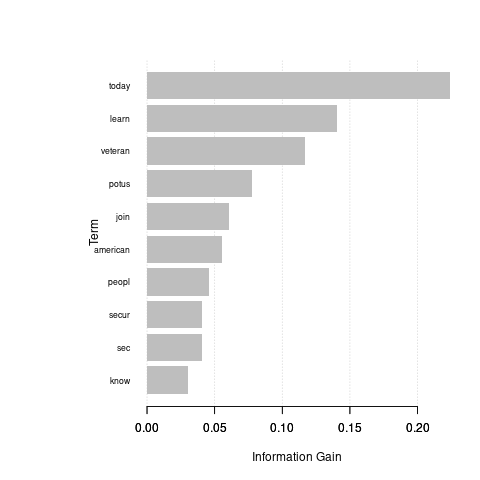 today
learn
veteran
potus
join
Term
american
peopl
secur
sec
know
0.00 0.05 0.10 0.15 0.20
Information Gain